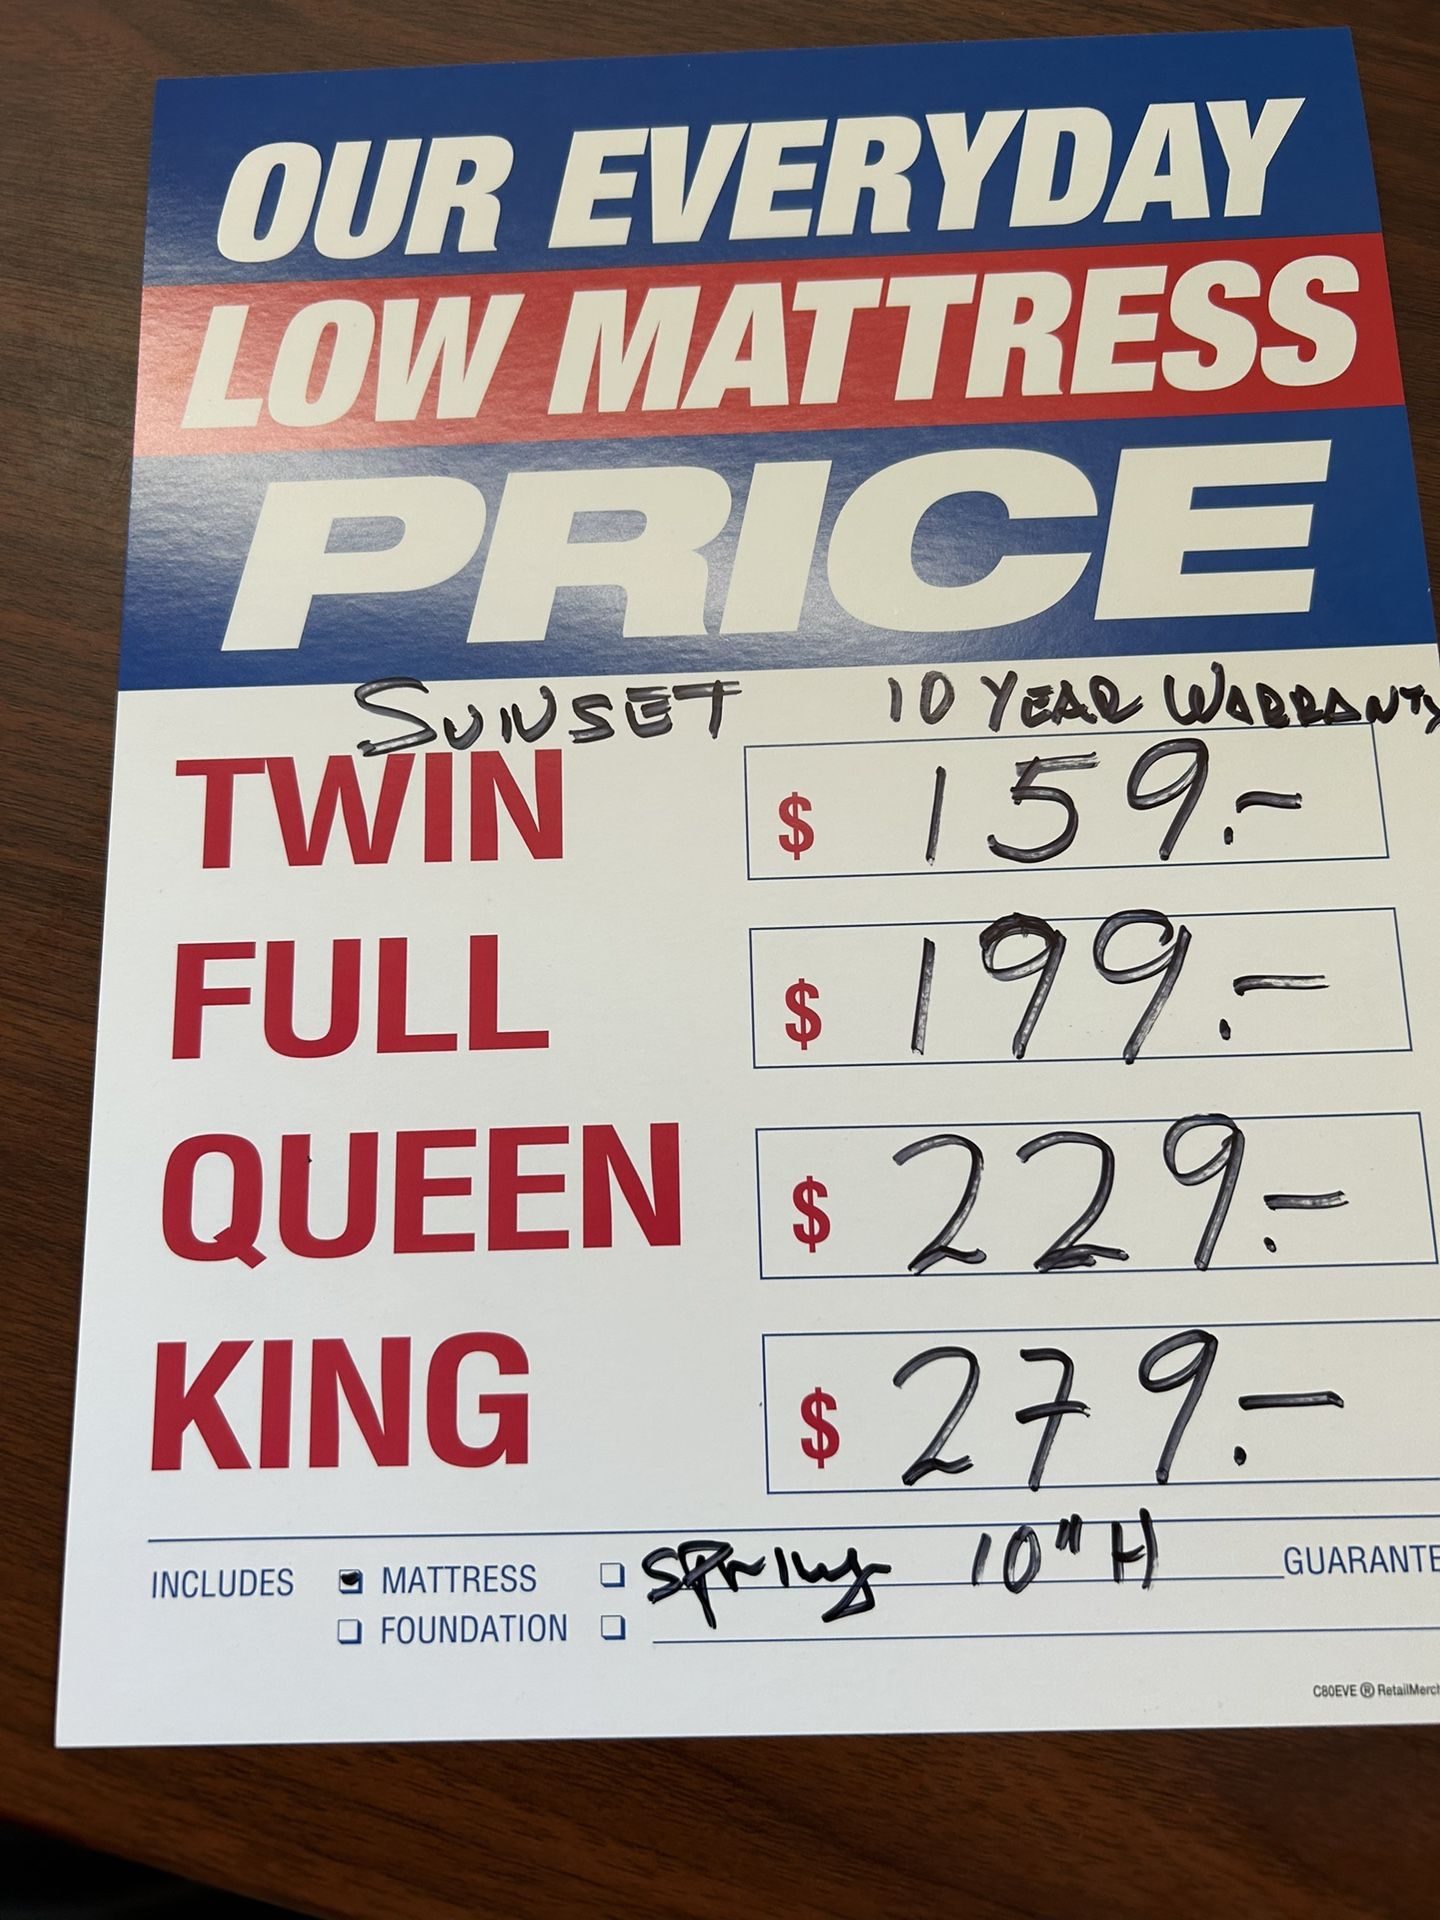 OUR EVERYDAY
LOW MATTRESS
PRICE
SUNSET 10 YEAR WARRANTY
TWIN $ 159.-
FULL $ 199.-
QUEEN $ 229.-
KING $ 279.-
INCLUDES MATTRESS 10" H GUARANTE
FOUNDATION
C80EVE ® RetailMerch